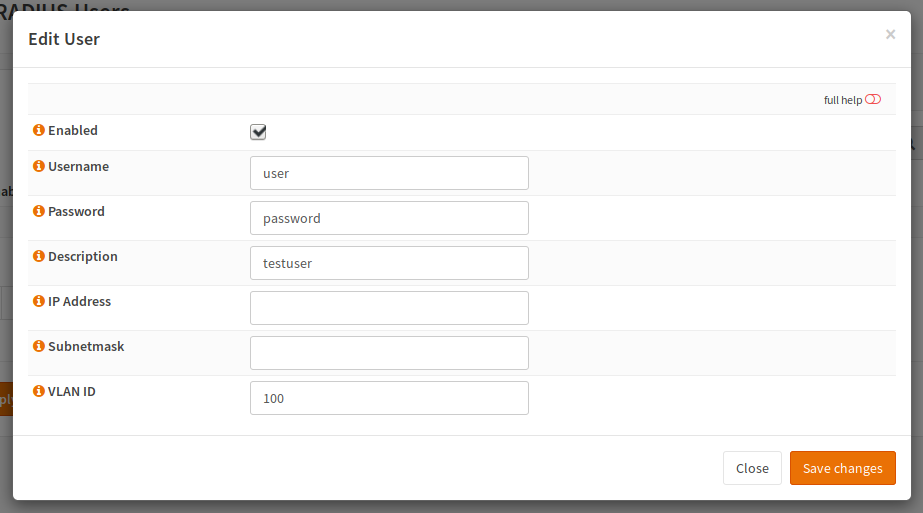 RADIUS Users
Edit User
×
full help
Enabled
Username
user
Password
password
Description
testuser
IP Address
Subnetmask
VLAN ID
100
Close
Save changes